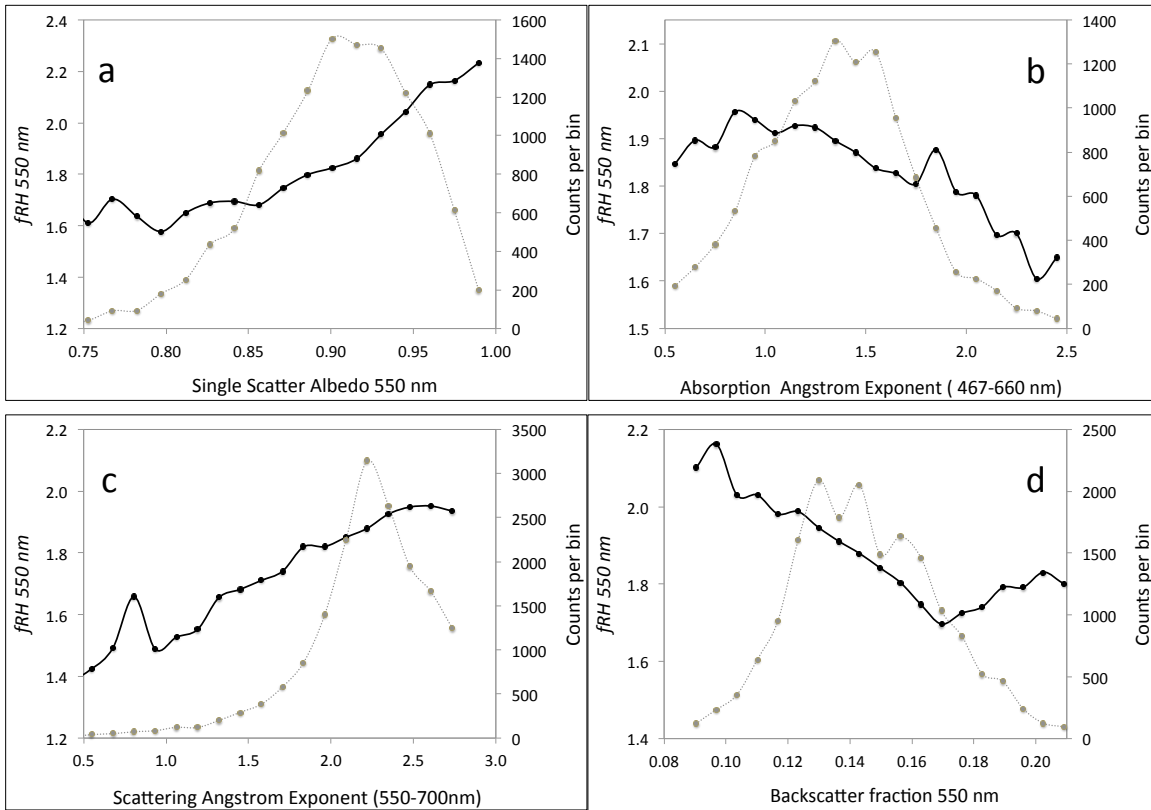 a
fRH 550 nm
2.4
2.2
2.0
1.8
1.6
1.4
1.2
1600
1400
1200
1000
800
600
400
200
0
Counts per bin
0.75 0.80 0.85 0.90 0.95 1.00
Single Scatter Albedo 550 nm
b
fRH 550 nm
2.1
2.0
1.9
1.8
1.7
1.6
1.5
1400
1200
1000
800
600
400
200
0
Counts per bin
0.5 1.0 1.5 2.0 2.5
Absorption Angstrom Exponent ( 467-660 nm)
c
fRH 550 nm
2.2
2.0
1.8
1.6
1.4
1.2
3500
3000
2500
2000
1500
1000
500
0
Counts per bin
0.5 1.0 1.5 2.0 2.5 3.0
Scattering Angstrom Exponent (550-700nm)
d
fRH 550 nm
2.2
2.0
1.8
1.6
1.4
2500
2000
1500
1000
500
0
Counts per bin
0.08 0.10 0.12 0.14 0.16 0.18 0.20
Backscatter fraction 550 nm